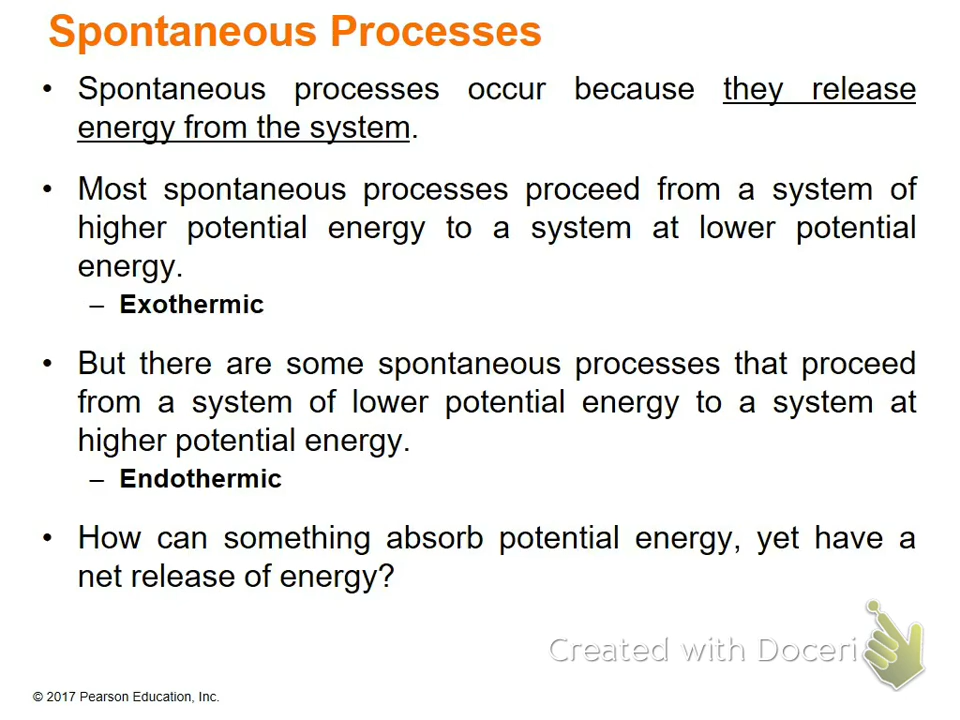 Spontaneous Processes
• Spontaneous processes occur because they release
energy from the system.
• Most spontaneous processes proceed from a system of
higher potential energy to a system at lower potential
energy.
– Exothermic
• But there are some spontaneous processes that proceed
from a system of lower potential energy to a system at
higher potential energy.
– Endothermic
• How can something absorb potential energy, yet have a
net release of energy?
Created with Doceri
© 2017 Pearson Education, Inc.